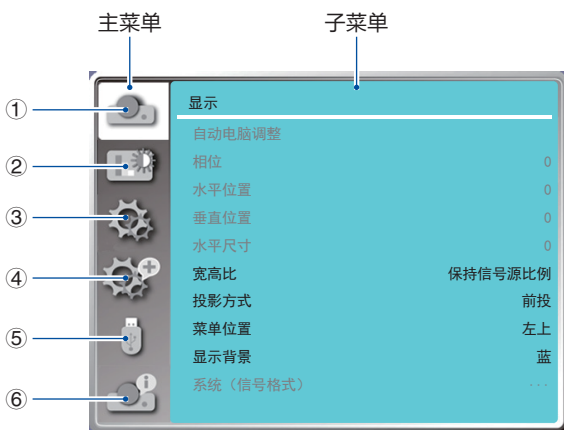 主菜单 子菜单
① 显示
自动电脑调整
② 相位 0
水平位置 0
③ 垂直位置 0
水平尺寸 0
④ 宽高比 保持信号源比例
投影方式 前投
⑤ 菜单位置 左上
显示背景 蓝
⑥ 系统（信号格式） ···